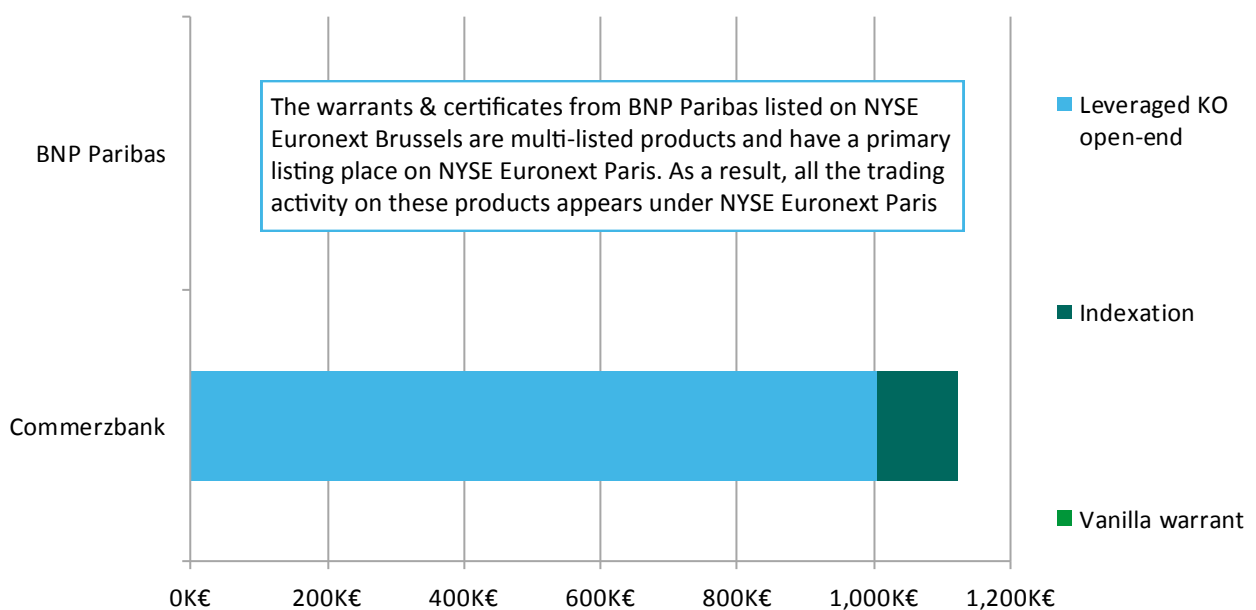 The warrants & certificates from BNP Paribas listed on NYSE
Euronext Brussels are multi-listed products and have a primary
listing place on NYSE Euronext Paris. As a result, all the trading
activity on these products appears under NYSE Euronext Paris
BNP Paribas
Commerzbank
Leveraged KO
open-end
Indexation
Vanilla warrant
0K€ 200K€ 400K€ 600K€ 800K€ 1,000K€ 1,200K€